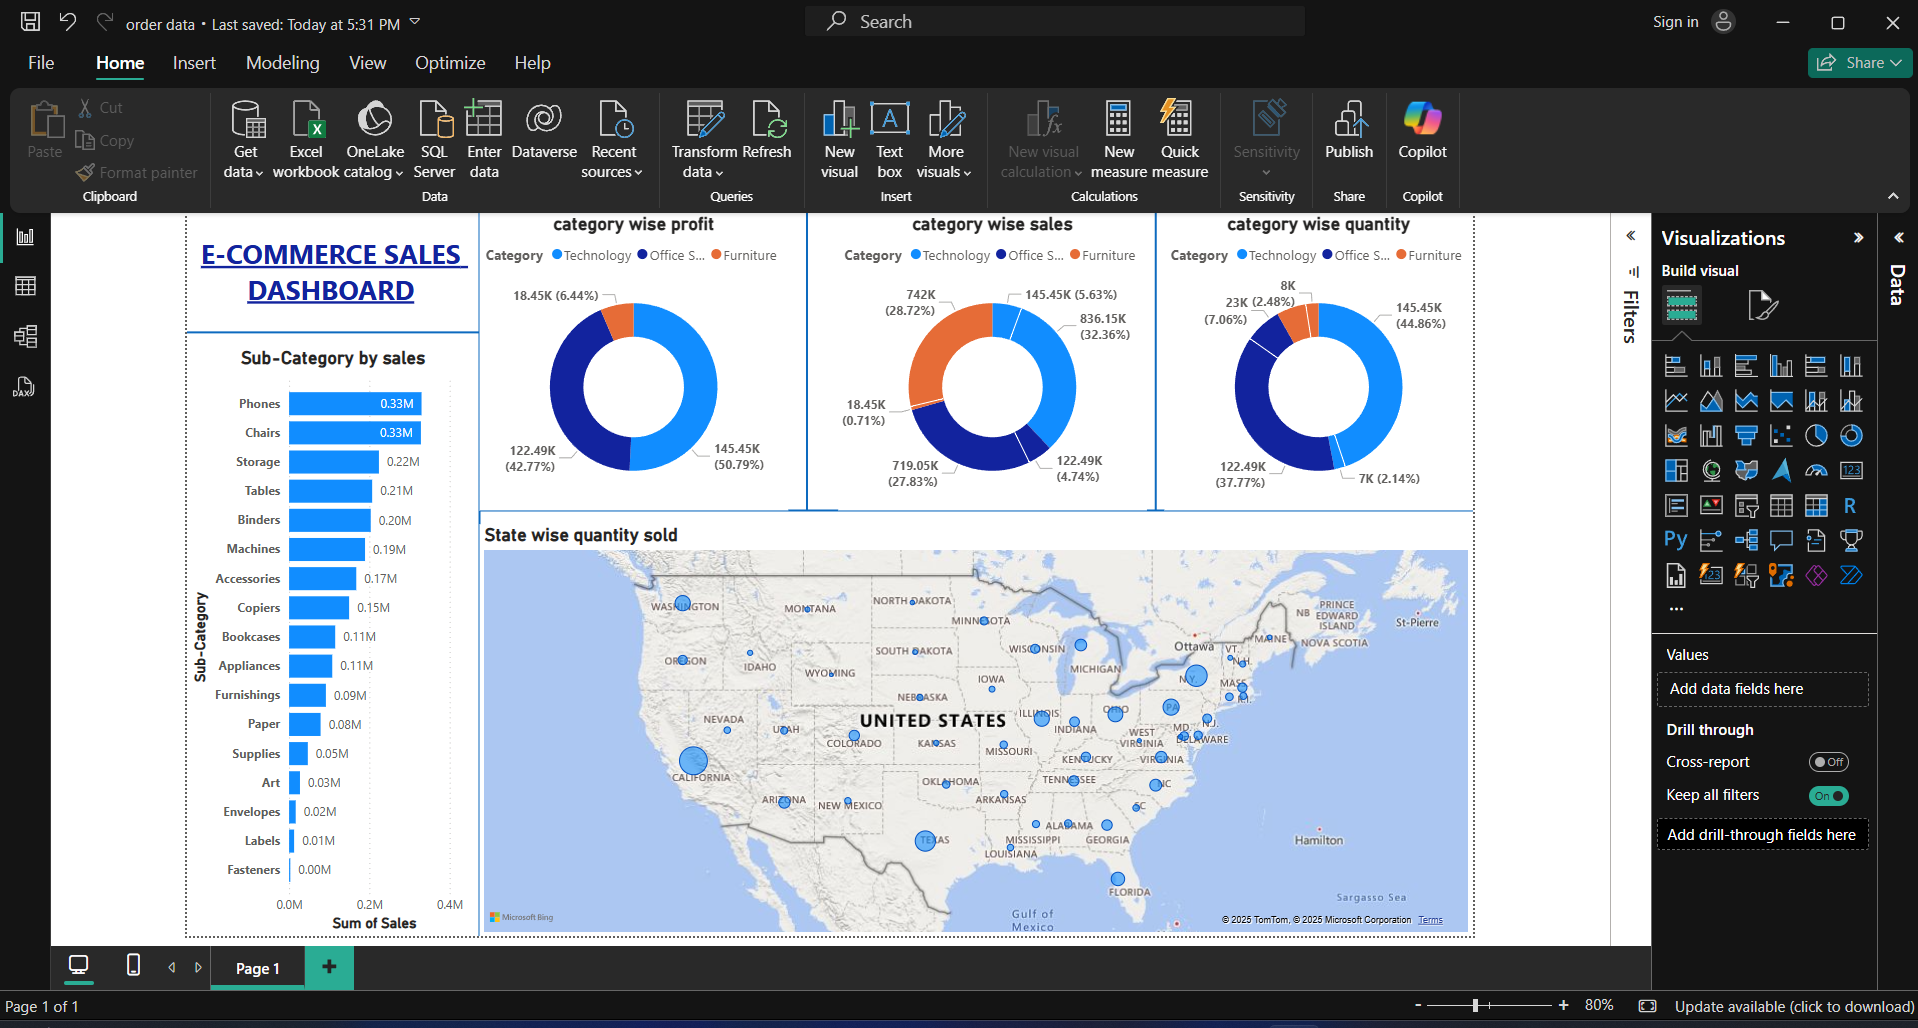 order data • Last saved: Today at 5:31 PM
Search
Sign in
File
Home
Insert
Modeling
View
Optimize
Help
Share
Paste
Cut
Copy
Format painter
Clipboard
Get data
Excel workbook
OneLake catalog
SQL Server
Enter data
Dataverse
Recent sources
Data
Transform data
Refresh
Queries
New visual
A
Text box
More visuals
Insert
New visual calculation
New measure
Quick measure
Calculations
Sensitivity
Sensitivity
Publish
Share
Copilot
Copilot
DAX
E-COMMERCE SALES
DASHBOARD
Sub-Category by sales
Sub-Category
Phones 0.33M
Chairs 0.33M
Storage 0.22M
Tables 0.21M
Binders 0.20M
Machines 0.19M
Accessories 0.17M
Copiers 0.15M
Bookcases 0.11M
Appliances 0.11M
Furnishings 0.09M
Paper 0.08M
Supplies 0.05M
Art 0.03M
Envelopes 0.02M
Labels 0.01M
Fasteners 0.00M
0.0M 0.2M 0.4M
Sum of Sales
category wise profit
Category Technology Office S... Furniture
18.45K (6.44%)
122.49K
(42.77%)
145.45K
(50.79%)
category wise sales
Category Technology Office S... Furniture
742K
(28.72%)
145.45K (5.63%)
836.15K
(32.36%)
18.45K
(0.71%)
719.05K
(27.83%)
122.49K
(4.74%)
category wise quantity
Category Technology Office S... Furniture
8K
(2.48%)
23K
(7.06%)
145.45K
(44.86%)
122.49K
(37.77%)
7K (2.14%)
State wise quantity sold
WASHINGTON
MONTANA
NORTH DAKOTA
MINNESOTA
OREGON
IDAHO
SOUTH DAKOTA
WISCONSIN
MICHIGAN
WYOMING
IOWA
NEBRASKA
NEVADA
UTAH
COLORADO
UNITED STATES
KANSAS
MISSOURI
ILLINOIS
INDIANA
OHIO
PA
N.Y.
Ottawa
VT.
N.H.
MAINE
MASS.
R.I.
N.J.
MD.
DELAWARE
WEST
VIRGINIA
VIRGINIA
KENTUCKY
CALIFORNIA
ARIZONA
NEW MEXICO
OKLAHOMA
ARKANSAS
TENNESSEE
NC
SC
TEXAS
MISSISSIPPI
ALABAMA
GEORGIA
LOUISIANA
FLORIDA
NB
PRINCE
EDWARD
ISLAND
NOVA SCOTIA
St-Pierre
Hamilton
Sargasso Sea
Gulf of
Mexico
Microsoft Bing
© 2025 TomTom, © 2025 Microsoft Corporation Terms
Filters
Visualizations
Build visual
123
R
Py
123
Values
Add data fields here
Drill through
Cross-report
Off
Keep all filters
On
Add drill-through fields here
Data
Page 1
Page 1 of 1
- + 80%
Update available (click to download)